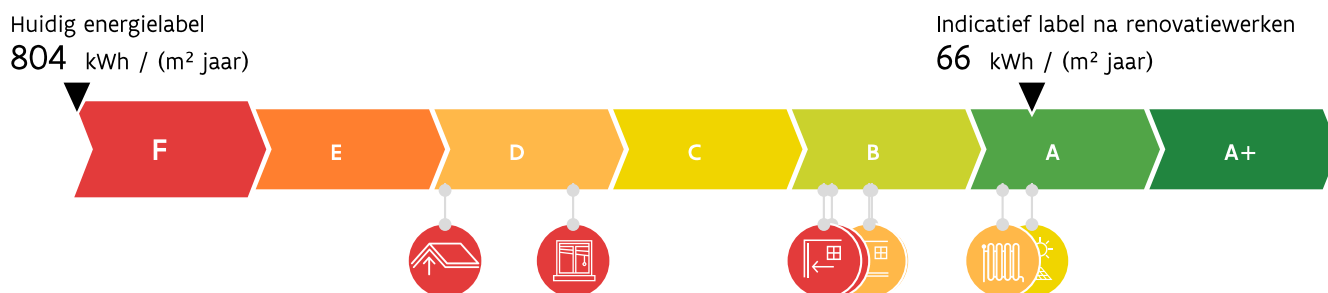 Huidig energielabel
804 kWh / (m² jaar)
Indicatief label na renovatiewerken
66 kWh / (m² jaar)
F E D C B A A+